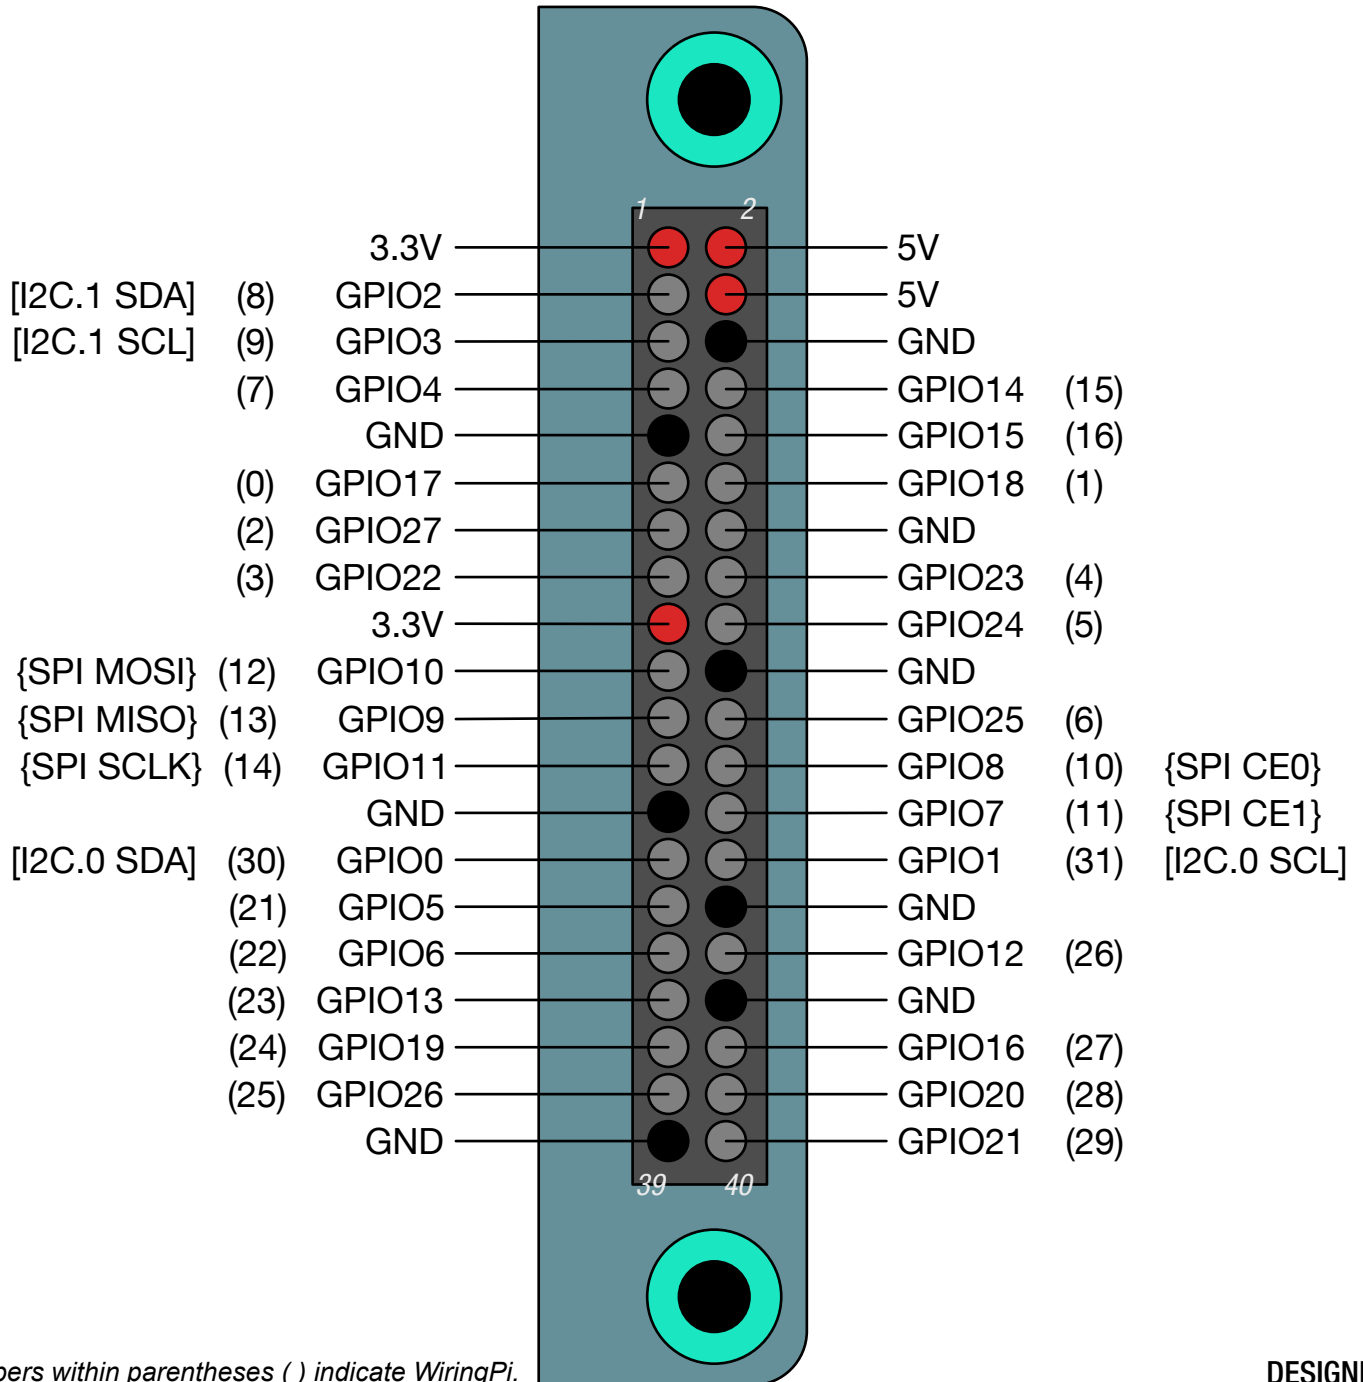 1 2
3.3V 5V
[I2C.1 SDA] (8) GPIO2 5V
[I2C.1 SCL] (9) GPIO3 GND
(7) GPIO4 GPIO14 (15)
GND GPIO15 (16)
(0) GPIO17 GPIO18 (1)
(2) GPIO27 GND
(3) GPIO22 GPIO23 (4)
3.3V GPIO24 (5)
{SPI MOSI} (12) GPIO10 GND
{SPI MISO} (13) GPIO9 GPIO25 (6)
{SPI SCLK} (14) GPIO11 GPIO8 (10) {SPI CE0}
GND GPIO7 (11) {SPI CE1}
[I2C.0 SDA] (30) GPIO0 GPIO1 (31) [I2C.0 SCL]
(21) GPIO5 GND
(22) GPIO6 GPIO12 (26)
(23) GPIO13 GND
(24) GPIO19 GPIO16 (27)
(25) GPIO26 GPIO20 (28)
GND GPIO21 (29)
39 40
within parentheses ( ) indicate WiringPi.